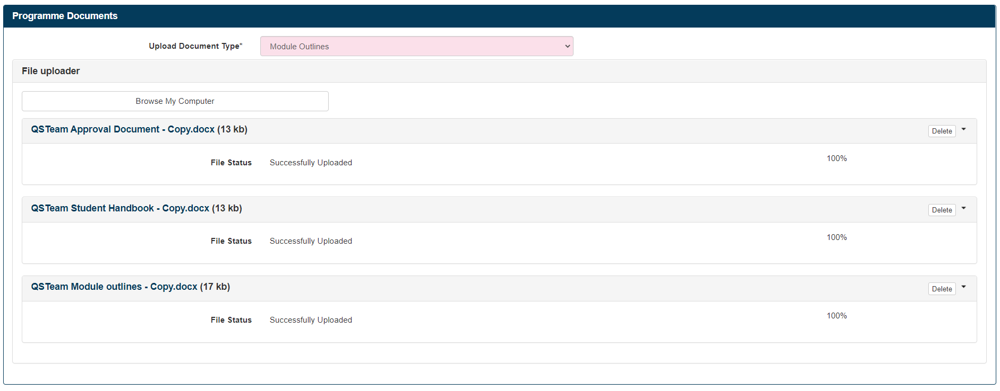 Programme Documents
Upload Document Type* Module Outlines
File uploader
Browse My Computer
QSTeam Approval Document - Copy.docx (13 kb) Delete
File Status Successfully Uploaded 100%
QSTeam Student Handbook - Copy.docx (13 kb) Delete
File Status Successfully Uploaded 100%
QSTeam Module outlines - Copy.docx (17 kb) Delete
File Status Successfully Uploaded 100%